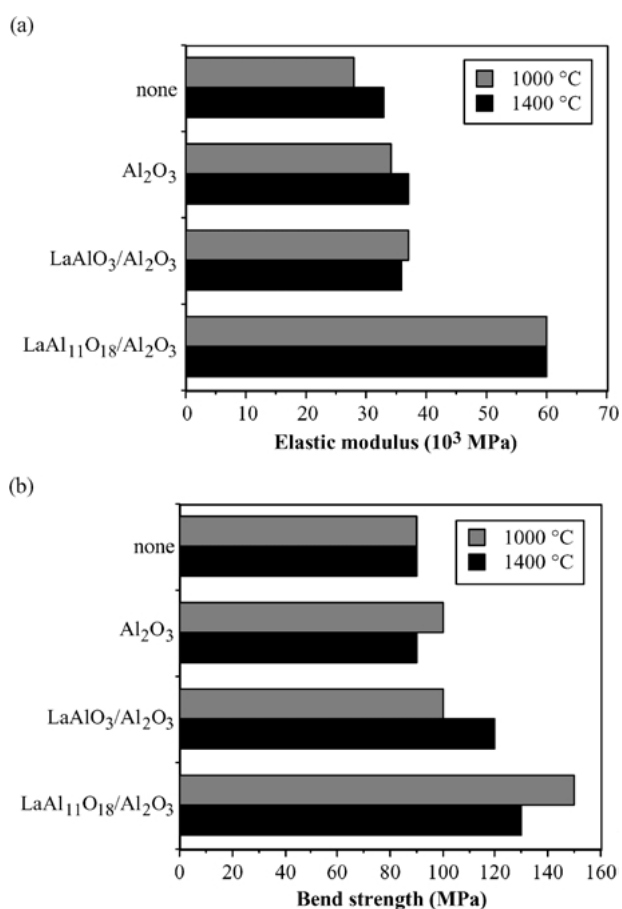 (a)
1000 °C
1400 °C
none
Al₂O₃
LaAlO₃/Al₂O₃
LaAl₁₁O₁₈/Al₂O₃
0 10 20 30 40 50 60 70
Elastic modulus (10³ MPa)
(b)
1000 °C
1400 °C
none
Al₂O₃
LaAlO₃/Al₂O₃
LaAl₁₁O₁₈/Al₂O₃
0 20 40 60 80 100 120 140 160
Bend strength (MPa)